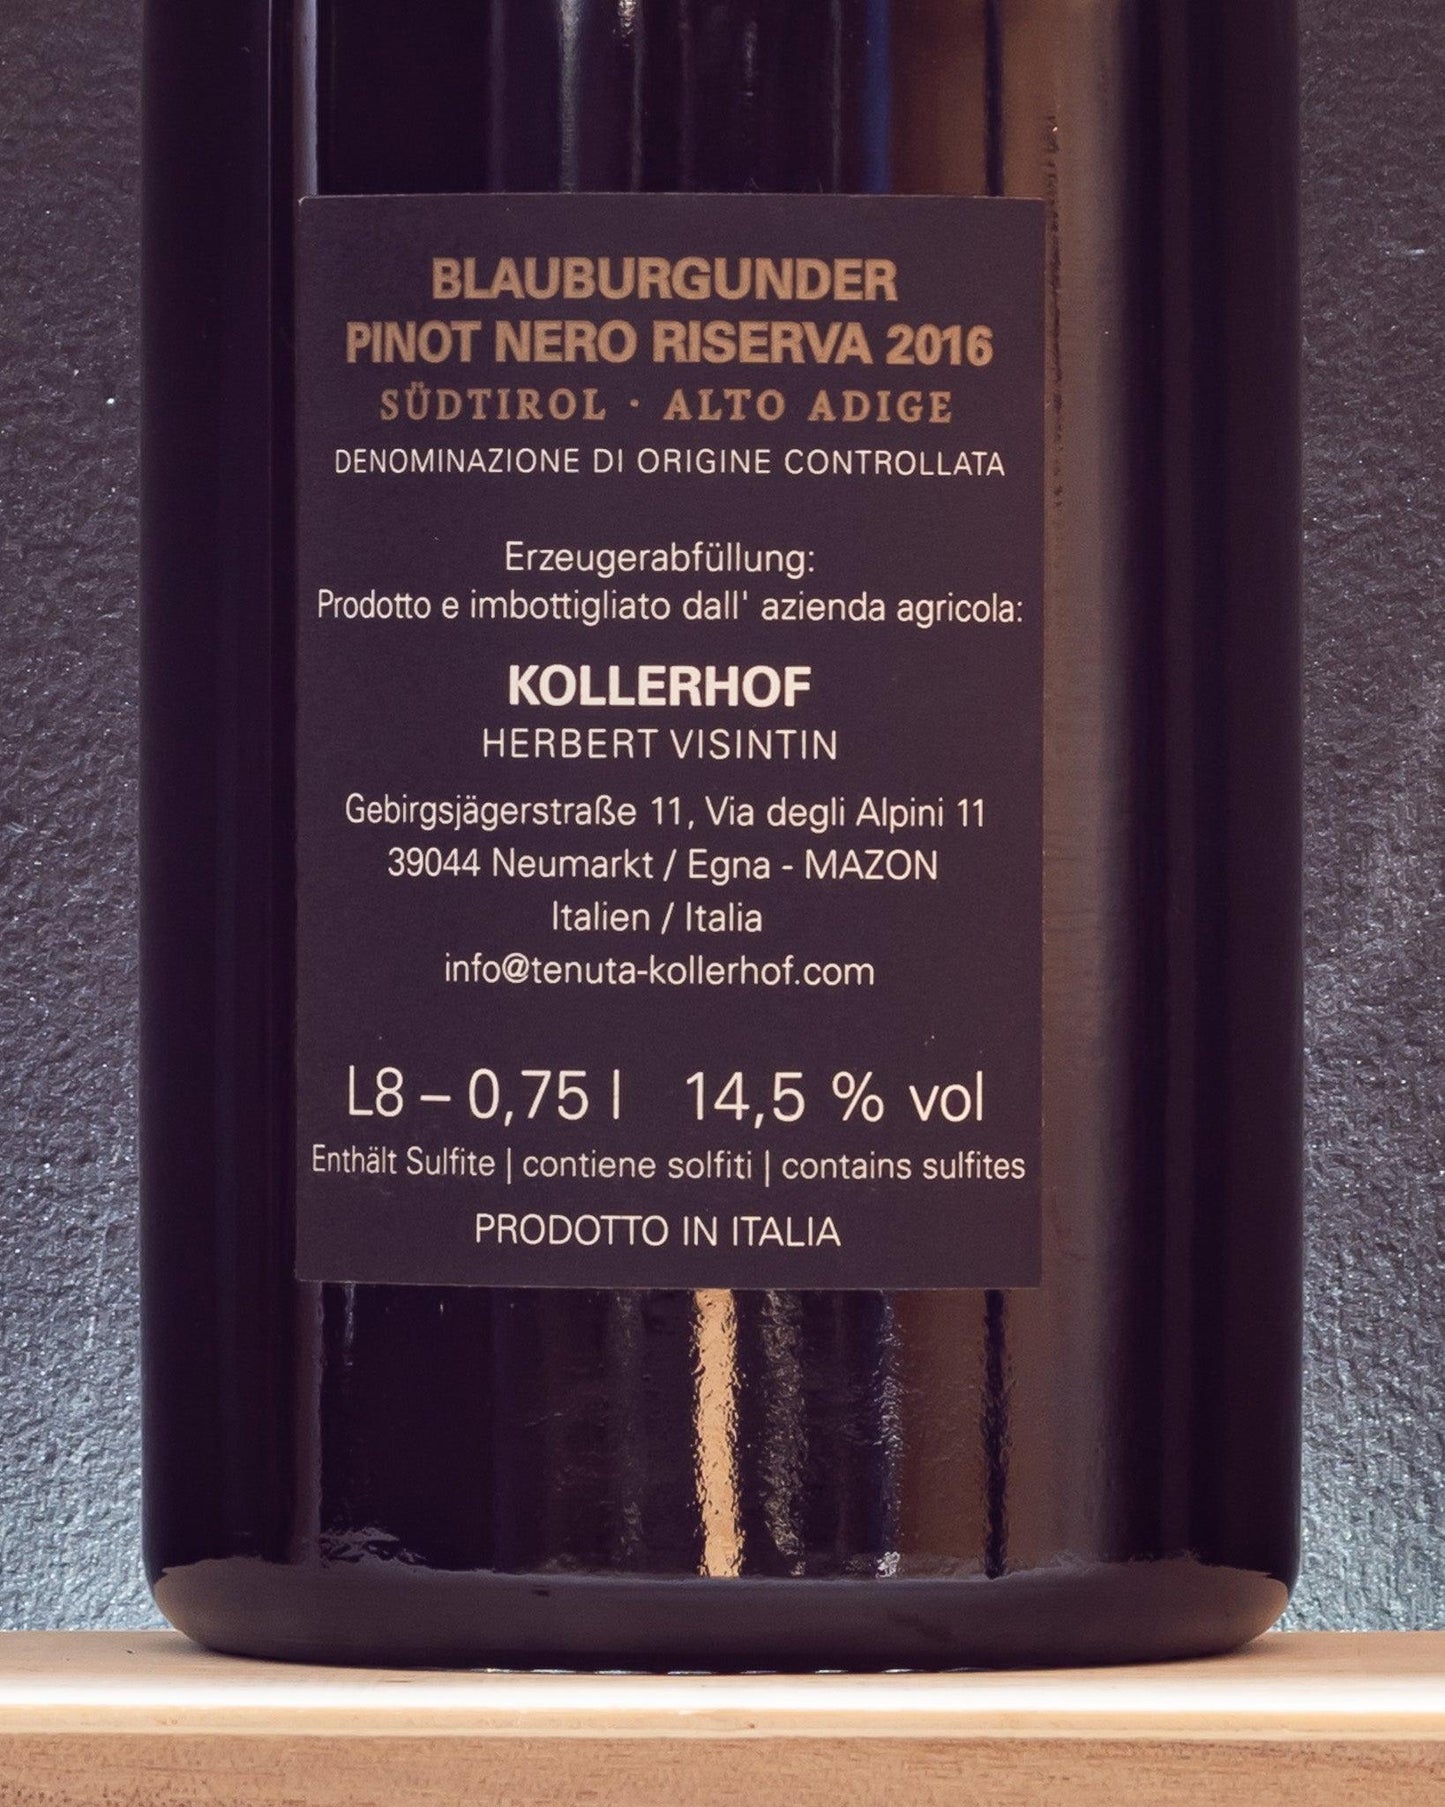 BLAUBURGUNDER
PINOT NERO RISERVA 2016
SÜDTIROL · ALTO ADIGE
DENOMINAZIONE DI ORIGINE CONTROLLATA
Erzeugerabfüllung:
Prodotto e imbottigliato dall' azienda agricola:
KOLLERHOF
HERBERT VISINTIN
Gebirgsjägerstraße 11, Via degli Alpini 11
39044 Neumarkt / Egna - MAZON
Italien / Italia
info@tenuta-kollerhof.com
L8 – 0,75 l 14,5 % vol
Enthält Sulfite | contiene solfiti | contains sulfites
PRODOTTO IN ITALIA